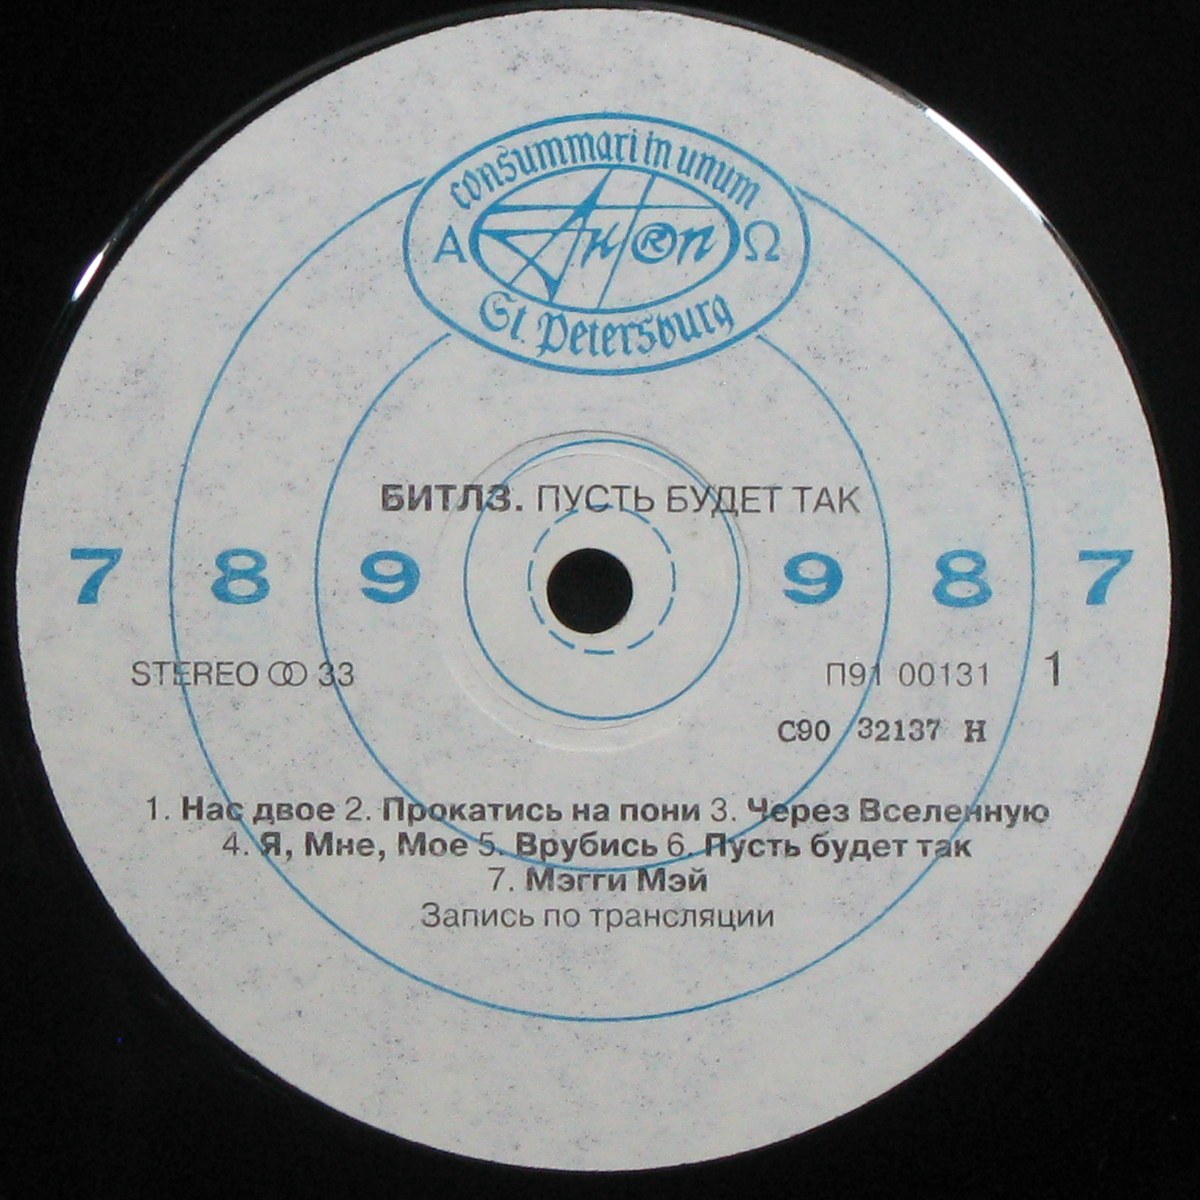 consummari in unum
Α АнтRоп Ω
St. Petersburg
БИТЛЗ. ПУСТЬ БУДЕТ ТАК
7 8 9 9 8 7
STEREO 33 П91 00131 1
С90 32137 Н
1. Нас двое 2. Прокатись на пони 3. Через Вселенную
4. Я, Мне, Мое 5. Врубись 6. Пусть будет так
7. Мэгги Мэй
Запись по трансляции